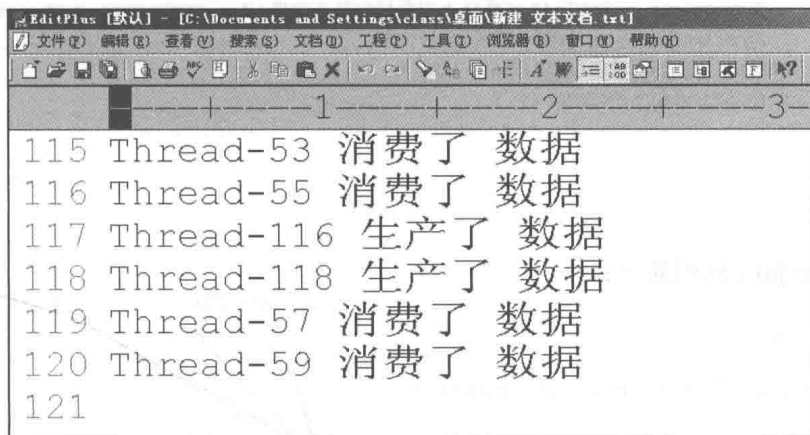 EditPlus [默认] - [C:\Documents and Settings\class\桌面\新建 文本文档.txt]
文件(F) 编辑(E) 查看(V) 搜索(S) 文档(D) 工程(P) 工具(T) 浏览器(B) 窗口(W) 帮助(H)
----+----1----+----2----+----3-
115 Thread-53 消费了 数据
116 Thread-55 消费了 数据
117 Thread-116 生产了 数据
118 Thread-118 生产了 数据
119 Thread-57 消费了 数据
120 Thread-59 消费了 数据
121